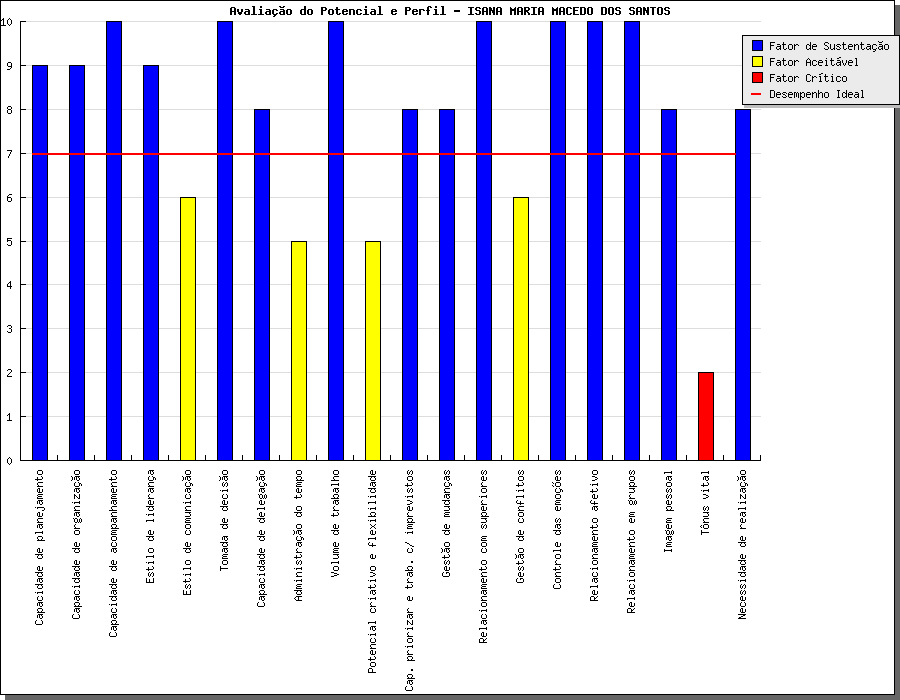 Avaliação do Potencial e Perfil - ISANA MARIA MACEDO DOS SANTOS
Fator de Sustentação
Fator Aceitável
Fator Crítico
Desempenho Ideal
10
9
8
7
6
5
4
3
2
1
0
Capacidade de planejamento
Capacidade de organização
Capacidade de acompanhamento
Estilo de liderança
Estilo de comunicação
Tomada de decisão
Capacidade de delegação
Administração do tempo
Volume de trabalho
Potencial criativo e flexibilidade
Cap. priorizar e trab. c/ imprevistos
Gestão de mudanças
Relacionamento com superiores
Gestão de conflitos
Controle das emoções
Relacionamento afetivo
Relacionamento em grupos
Imagem pessoal
Tônus vital
Necessidade de realização